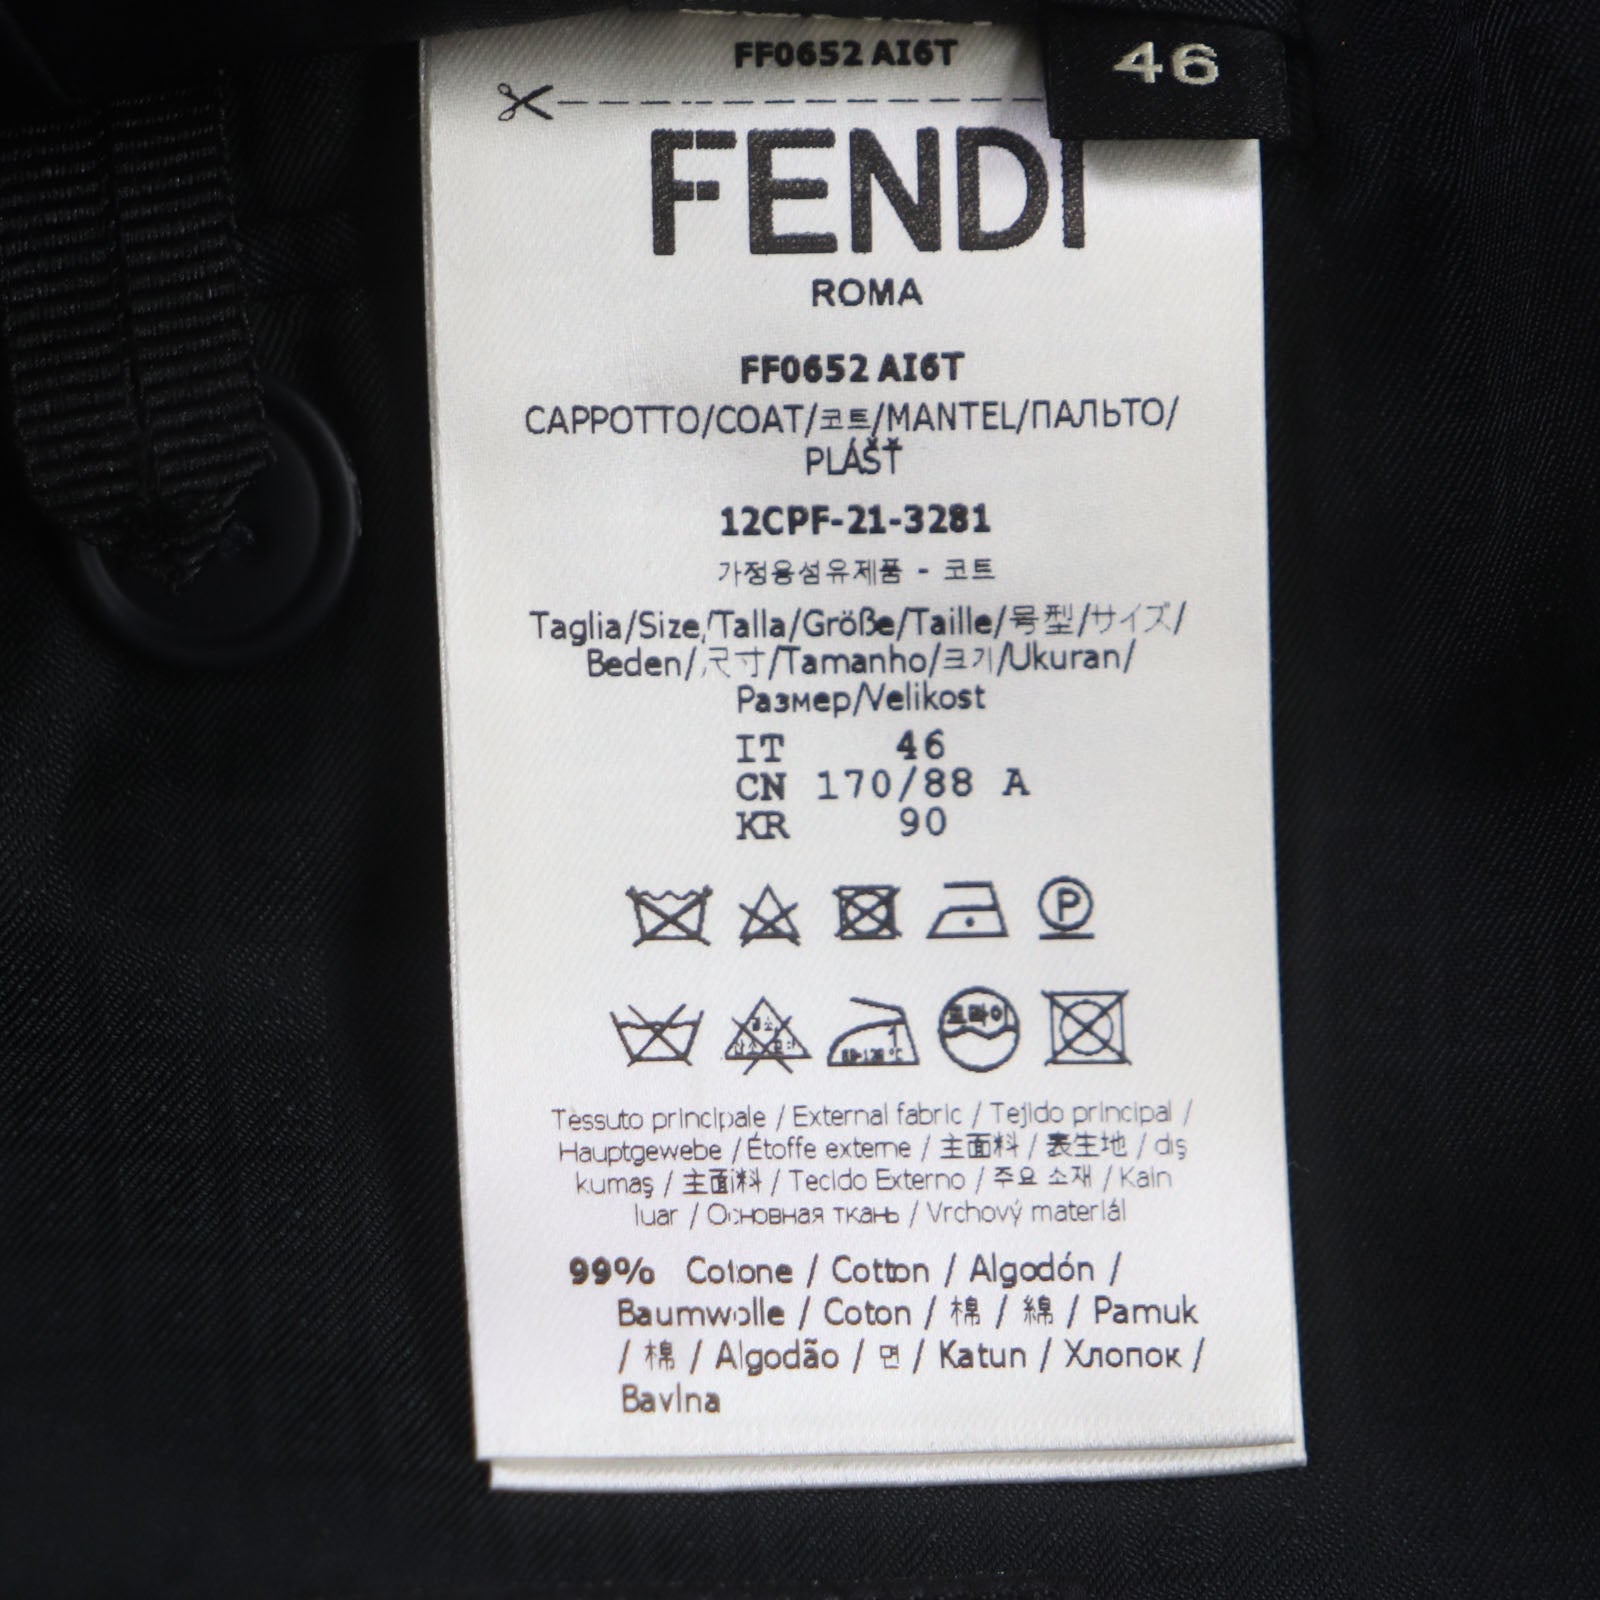 FF0652 AI6T
46
FENDI
ROMA
FF0652 AI6T
CAPPOTTO/COAT/코트/MANTEL/ПАЛЬТО/
PLÁŠŤ
12CPF-21-3281
가정용섬유제품 - 코트
Taglia/Size/Talla/Größe/Taille/号型/サイズ/
Beden/尺寸/Tamanho/크기/Ukuran/
Размер/Velikost
IT 46
CN 170/88 A
KR 90
P
드라이
Tessuto principale / External fabric / Tejido principal /
Hauptgewebe / Étoffe externe / 主面料 / 表生地 / dış
kumaş / 主面料 / Tecido Externo / 주요 소재 / Kain
luar / Основная ткань / Vrchový materiál
99% Cotone / Cotton / Algodón /
Baumwolle / Coton / 棉 / 綿 / Pamuk
/ 棉 / Algodão / 면 / Katun / Хлопок /
Bavlna